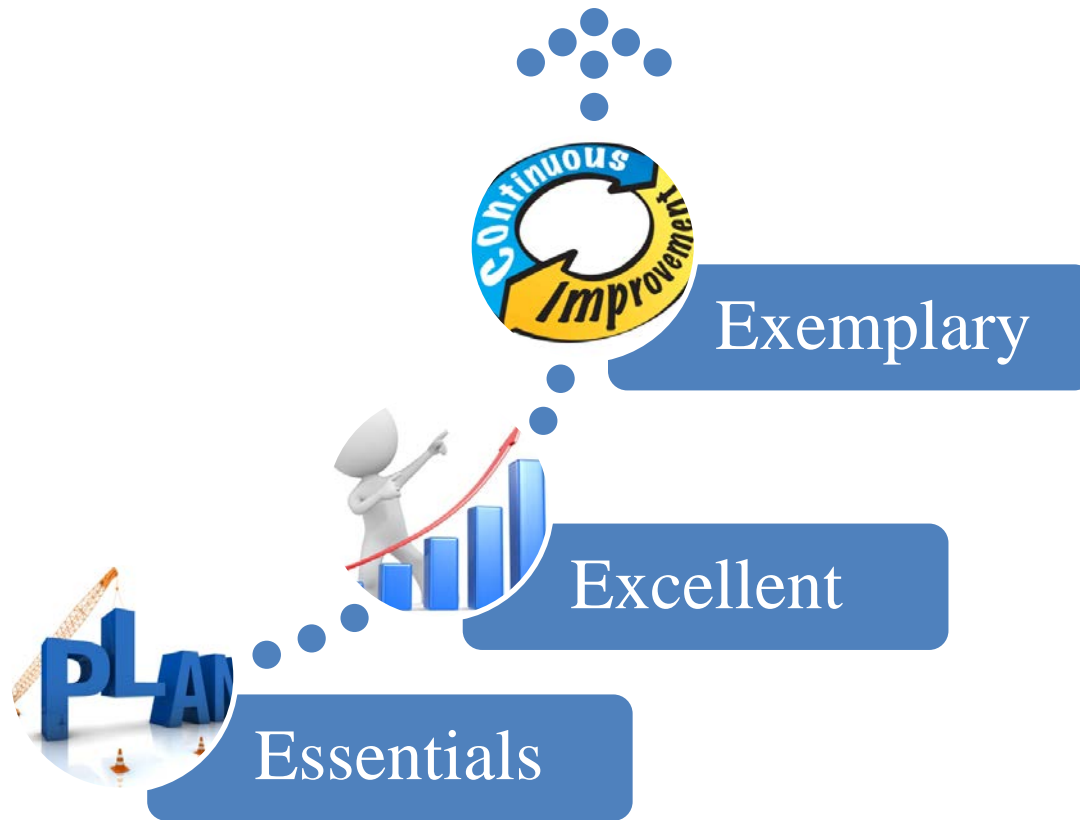 Continuous
Improvement
Exemplary
Excellent
PLAN
Essentials